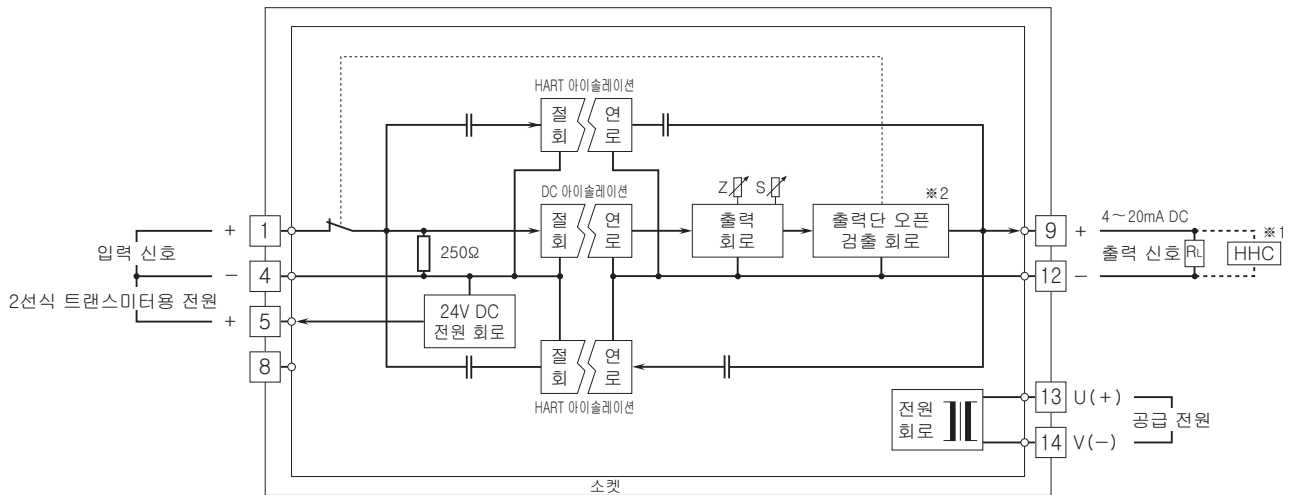 HART 아이솔레이션
절 연
회 로
DC 아이솔레이션
절 연
회 로
Z
S
출력
회로
※2
출력단 오픈
검출 회로
250Ω
24V DC
전원 회로
절 연
회 로
HART 아이솔레이션
입력 신호
2선식 트랜스미터용 전원
+ 1
− 4
+ 5
8
9 +
12 −
4～20mA DC
출력 신호
RL
※1
HHC
전원
회로
13 U(+)
14 V(−)
공급 전원
소켓